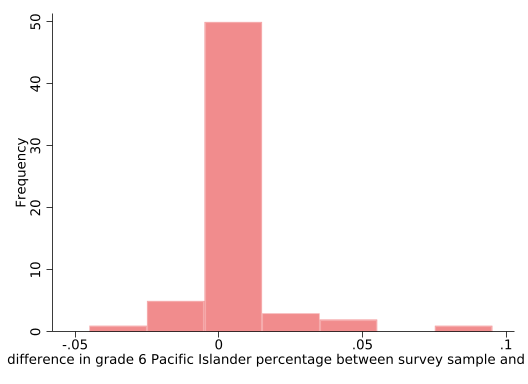 50
40
30
20
10
0
Frequency
-.05 0 .05 .1
difference in grade 6 Pacific Islander percentage between survey sample and